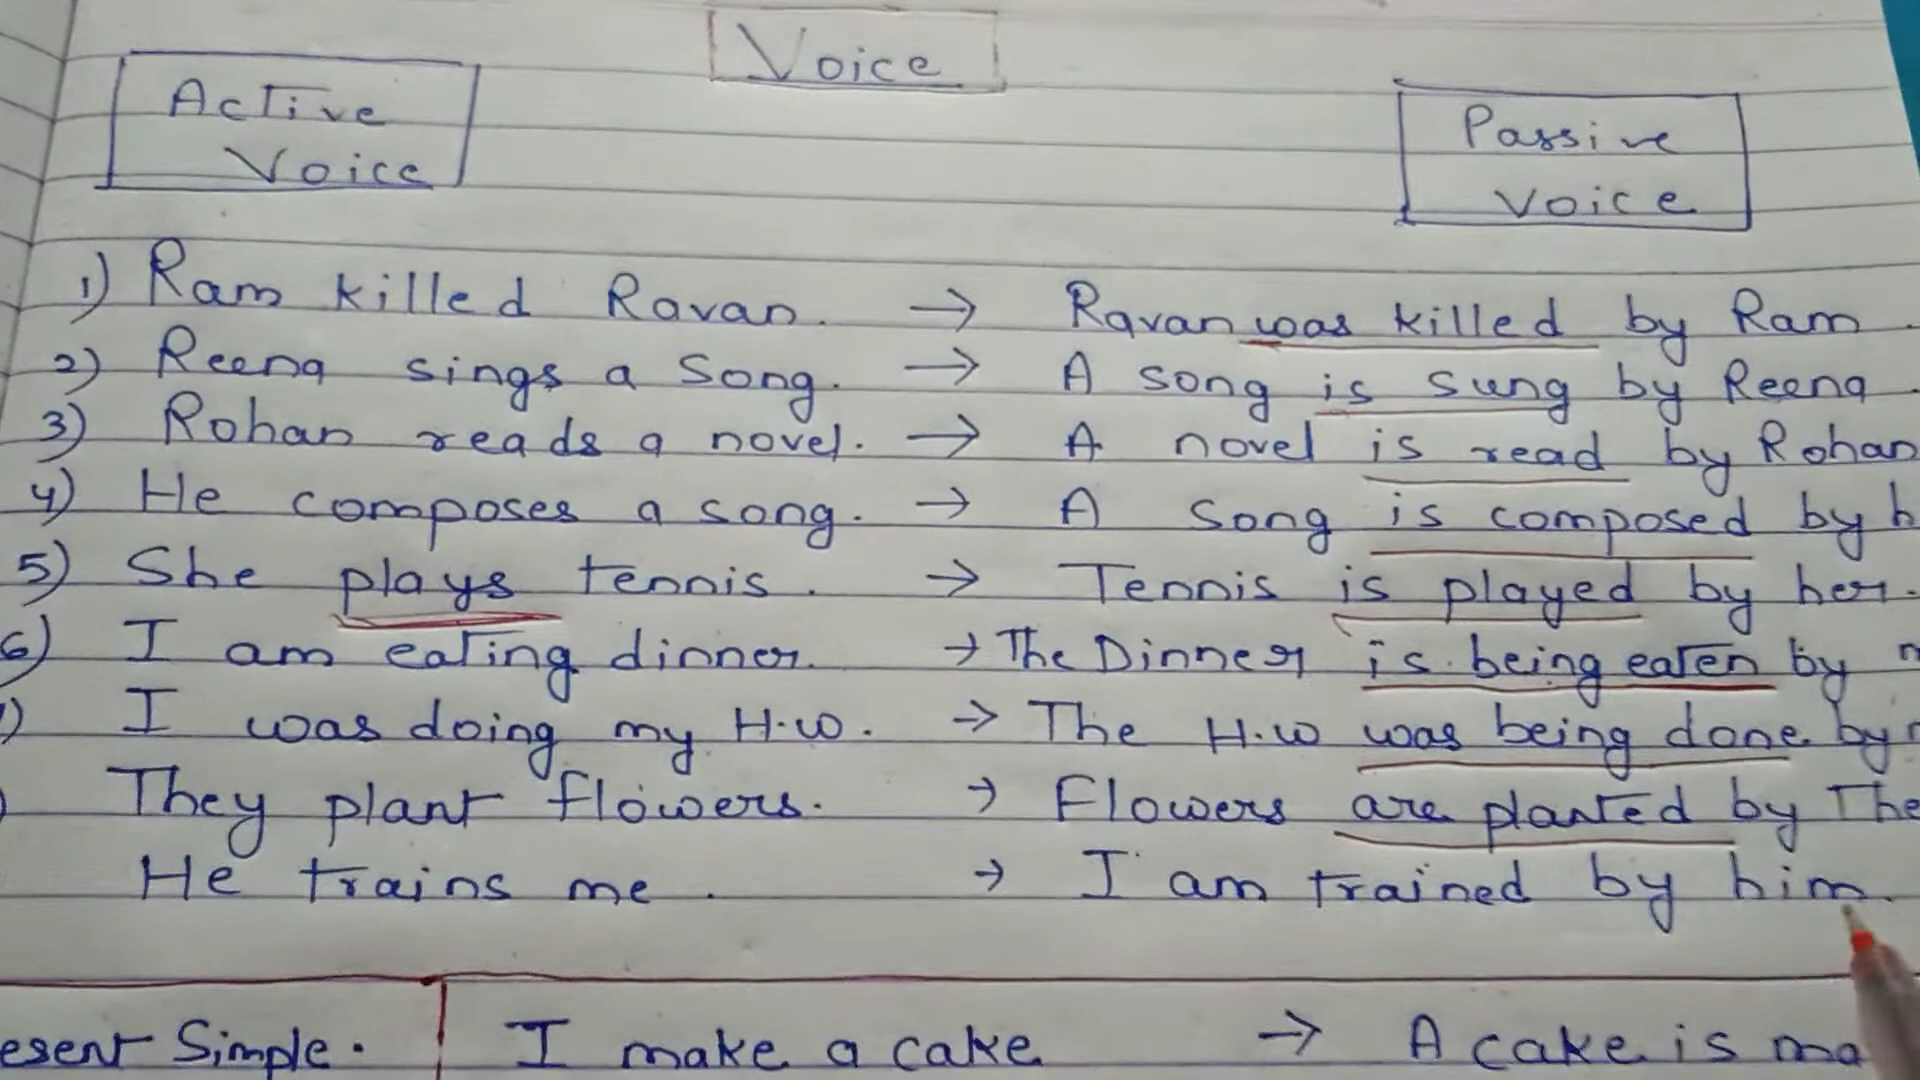 Voice
Active
Voice
Passive
Voice
1) Ram killed Ravan. → Ravan was killed by Ram.
2) Reena sings a Song. → A song is sung by Reena.
3) Rohan reads a novel. → A novel is read by Rohan
4) He composes a song. → A song is composed by h
5) She plays tennis. → Tennis is played by her.
6) I am eating dinner. → The Dinner is being eaten by
) I was doing my H.W. → The H.W was being done by
) They plant flowers. → Flowers are planted by The
He trains me. → I am trained by him.
esent Simple. I make a cake → A cake is ma